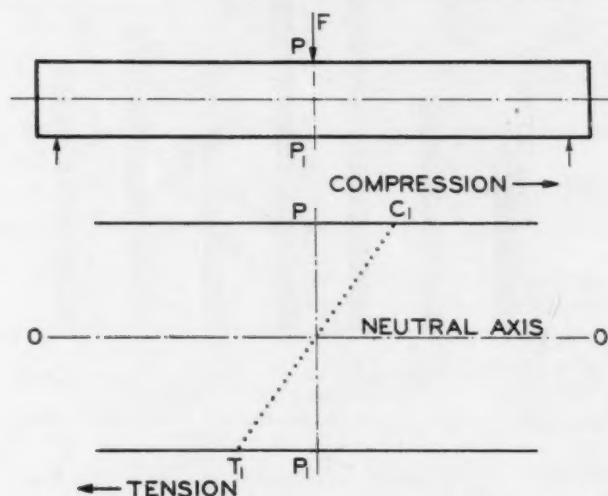 F
P
P₁
COMPRESSION
P C₁
O NEUTRAL AXIS O
T₁ P₁
TENSION